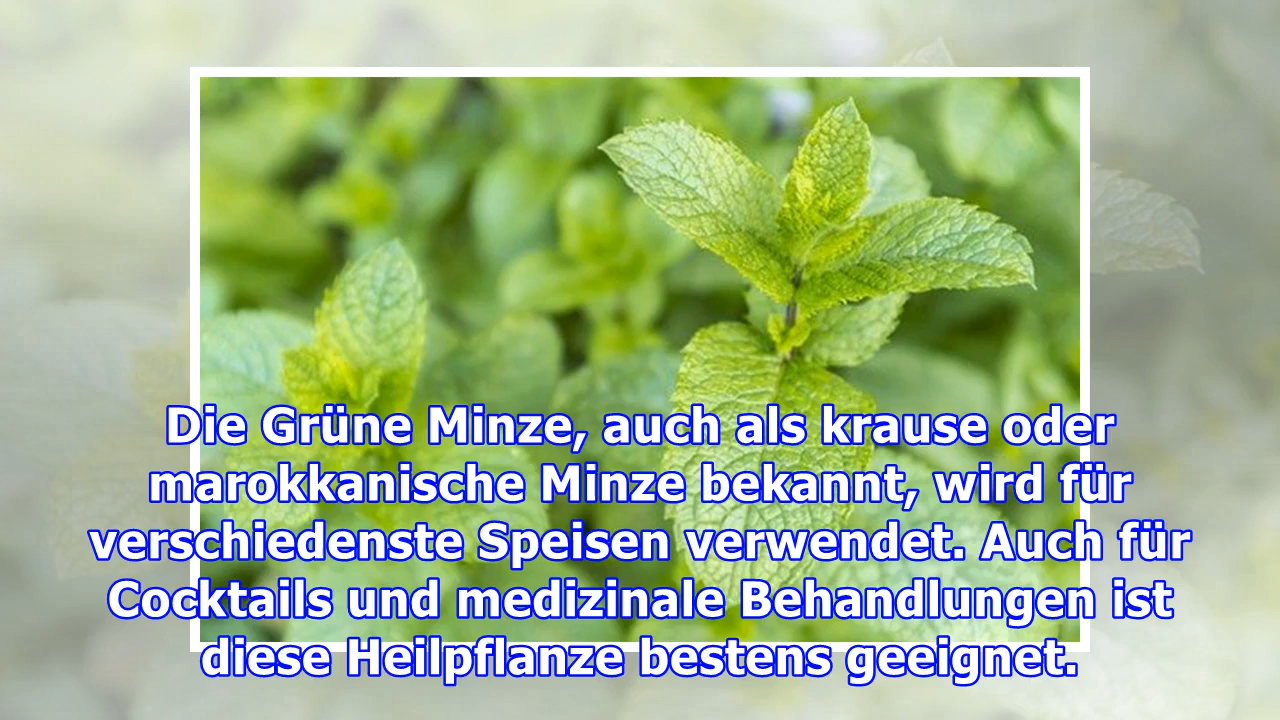 Die Grüne Minze, auch als krause oder
marokkanische Minze bekannt, wird für
verschiedenste Speisen verwendet. Auch für
Cocktails und medizinale Behandlungen ist
diese Heilpflanze bestens geeignet.